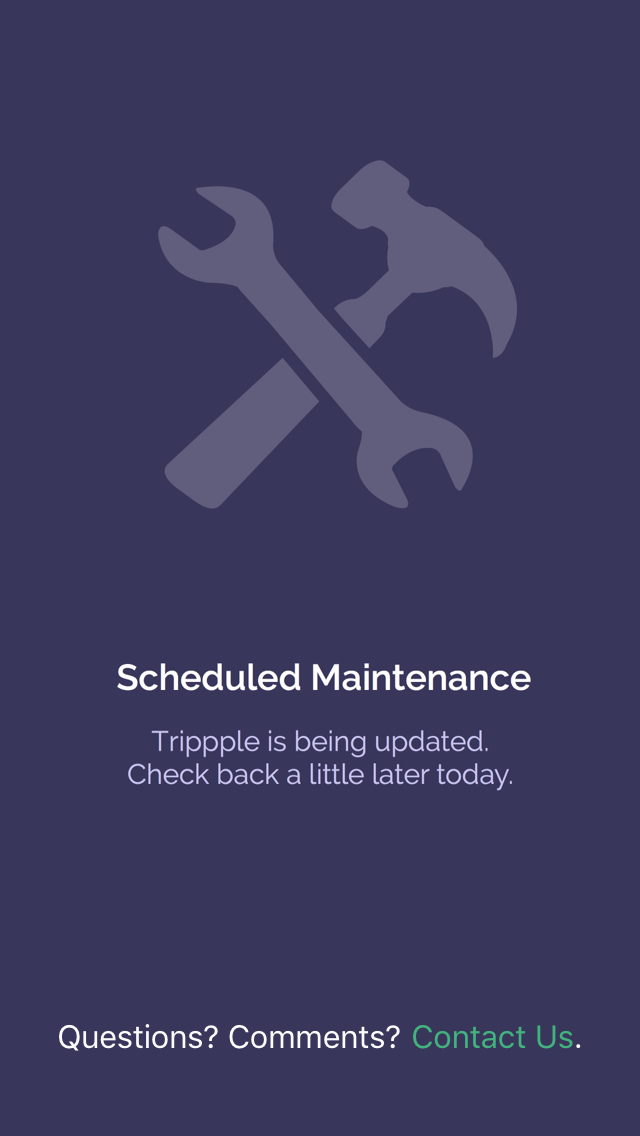 Scheduled Maintenance
Trippple is being updated.
Check back a little later today.
Questions? Comments? Contact Us.